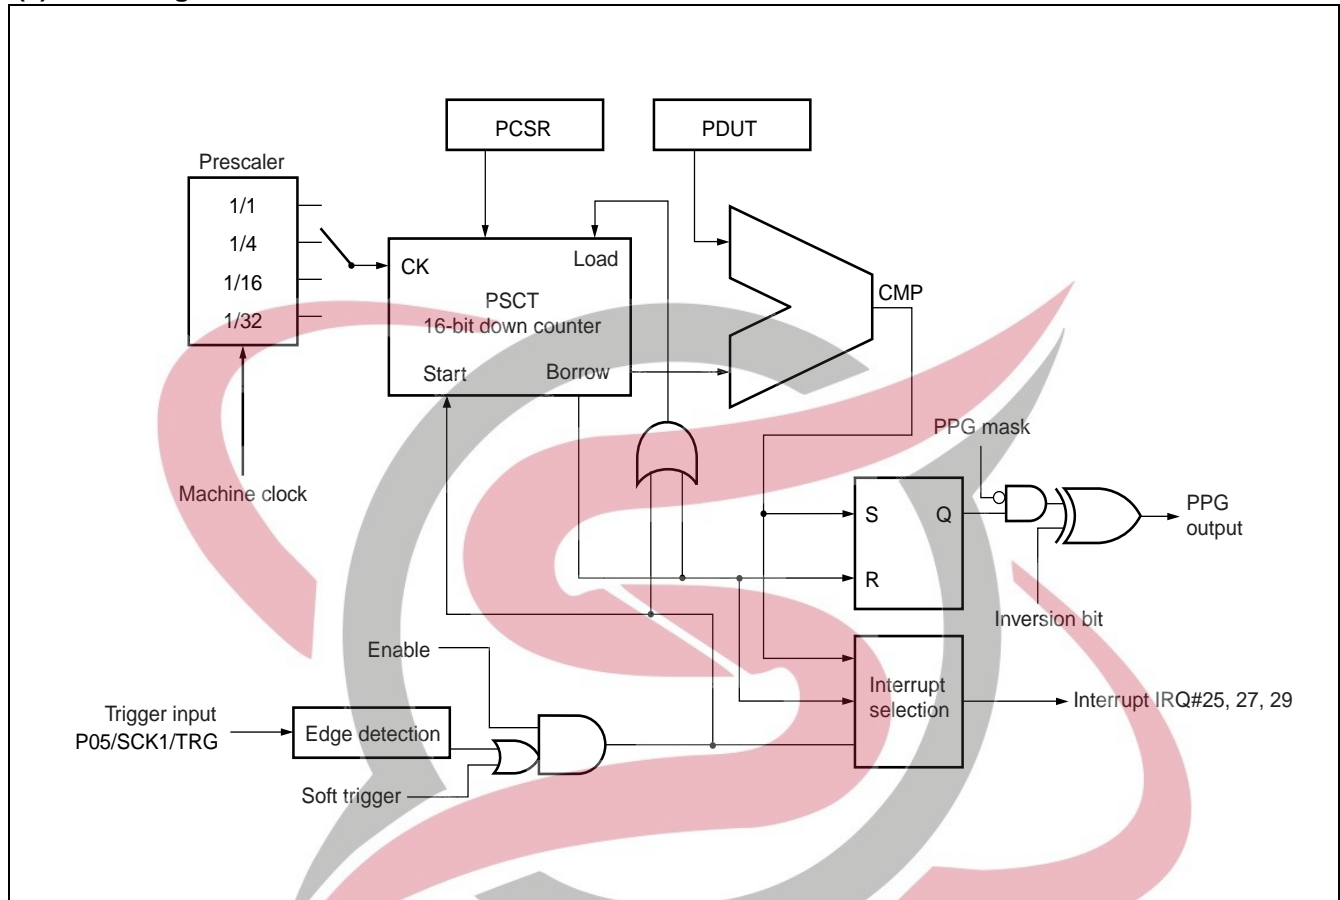 PCSR
PDUT
Prescaler
1/1
1/4
1/16
1/32
CK
Load
PSCT
16-bit down counter
Start
Borrow
CMP
Machine clock
PPG mask
S
Q
R
PPG
output
Inversion bit
Enable
Interrupt
selection
Interrupt IRQ#25, 27, 29
Trigger input
P05/SCK1/TRG
Edge detection
Soft trigger